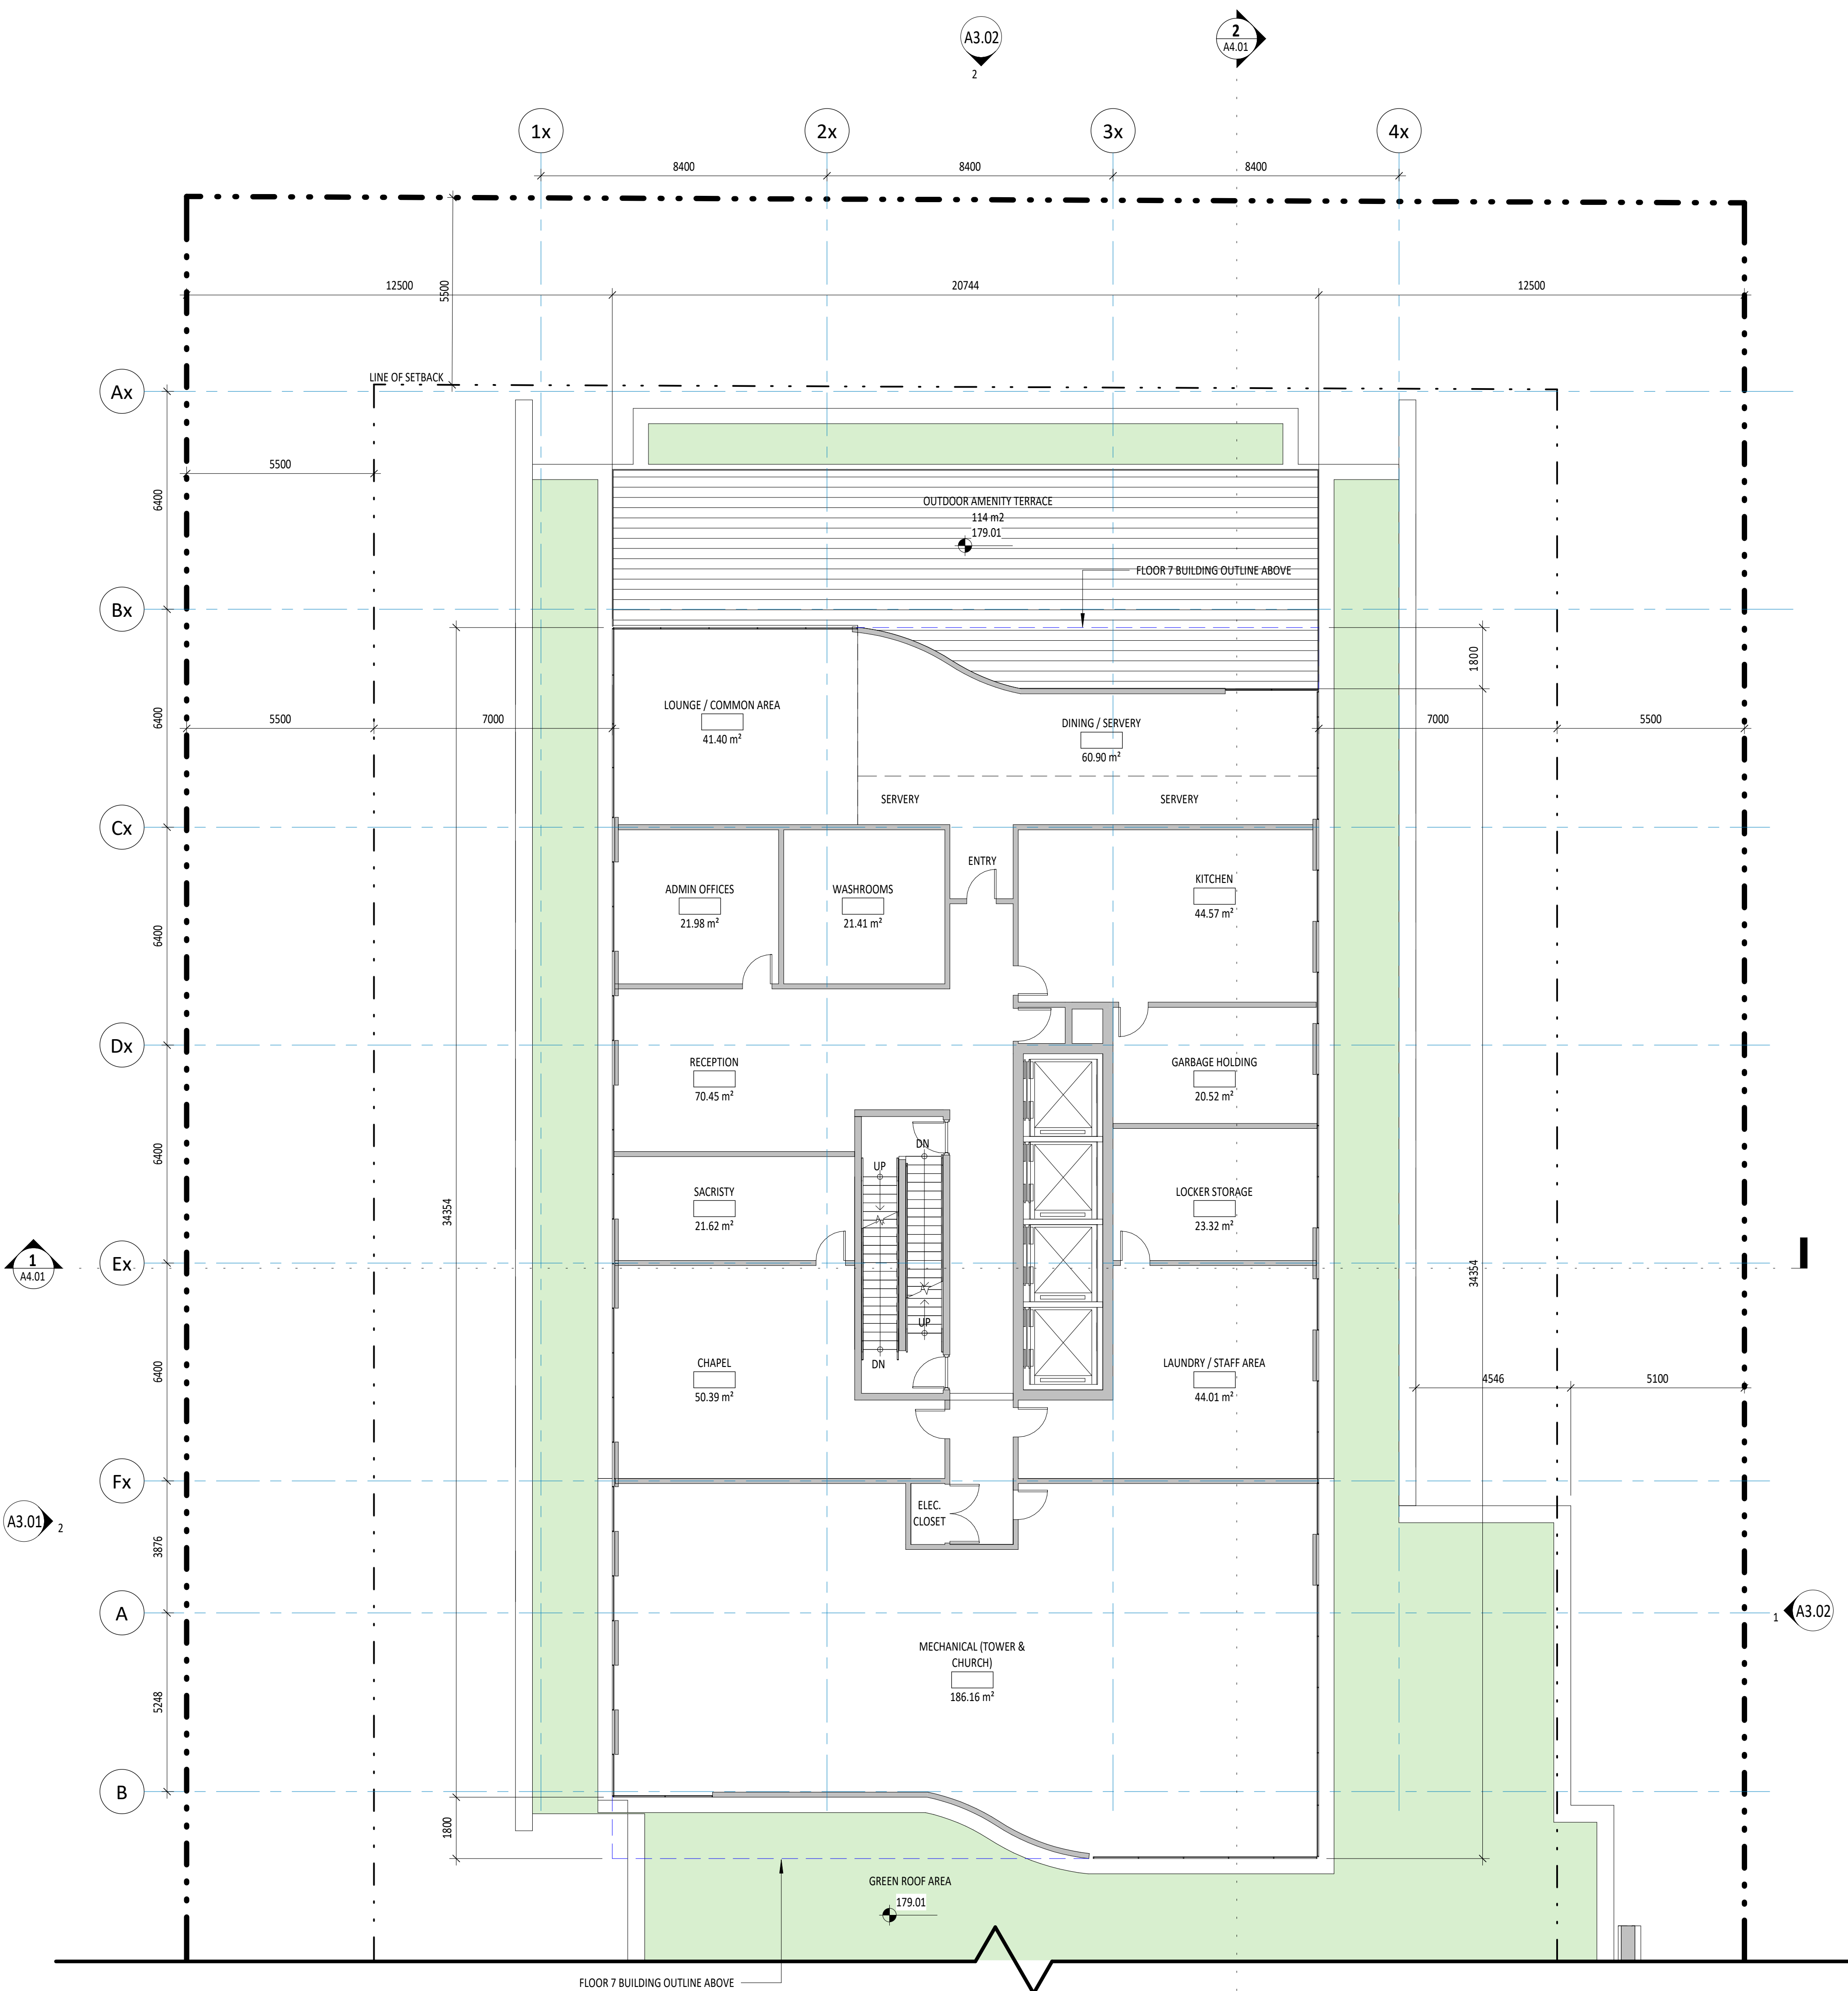 A3.02
2
2
A4.01
1x
2x
3x
4x
8400
8400
8400
5500
12500
20744
12500
Ax
LINE OF SETBACK
5500
6400
OUTDOOR AMENITY TERRACE
114 m2
179.01
FLOOR 7 BUILDING OUTLINE ABOVE
Bx
1800
LOUNGE / COMMON AREA
41.40 m²
DINING / SERVERY
60.90 m²
6400
5500
7000
7000
5500
SERVERY
SERVERY
Cx
ENTRY
ADMIN OFFICES
21.98 m²
WASHROOMS
21.41 m²
KITCHEN
44.57 m²
6400
Dx
RECEPTION
70.45 m²
GARBAGE HOLDING
20.52 m²
6400
DN
UP
SACRISTY
21.62 m²
LOCKER STORAGE
23.32 m²
34354
34354
1
A4.01
Ex
UP
DN
CHAPEL
50.39 m²
LAUNDRY / STAFF AREA
44.01 m²
6400
4546
5100
Fx
A3.01
2
ELEC.
CLOSET
3876
A
1
A3.02
MECHANICAL (TOWER &
CHURCH)
186.16 m²
5248
B
1800
GREEN ROOF AREA
179.01
FLOOR 7 BUILDING OUTLINE ABOVE